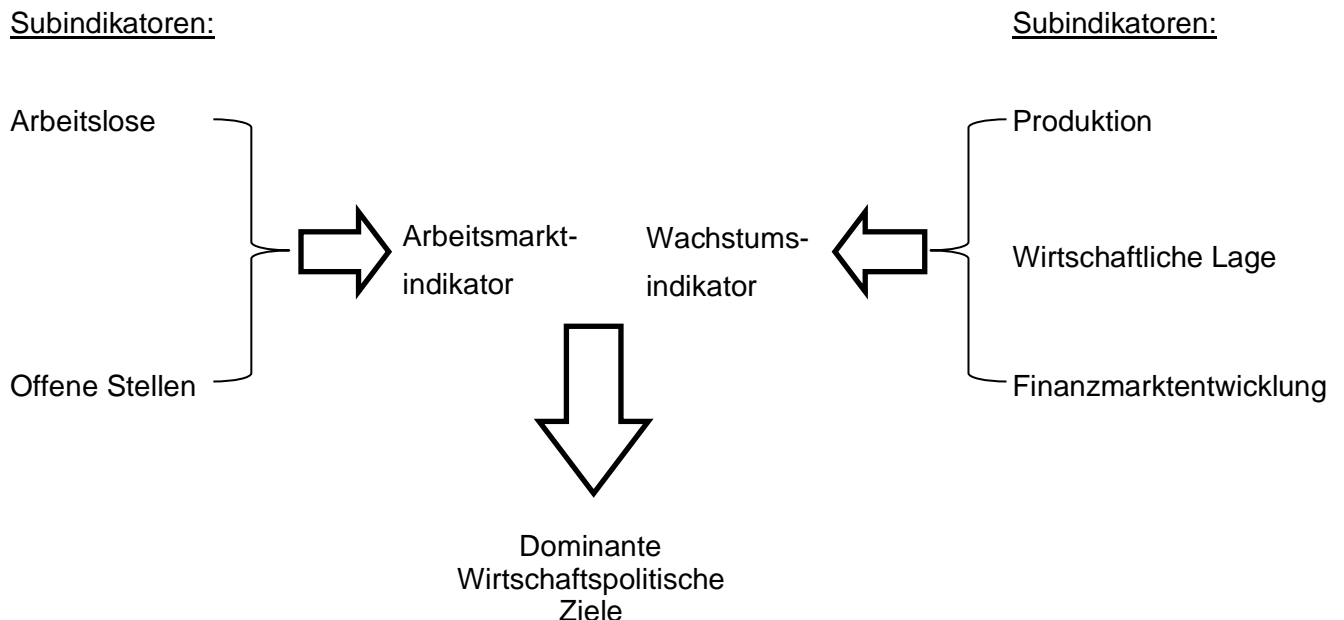 Subindikatoren:
Subindikatoren:
Arbeitslose
Produktion
Arbeitsmarkt-
indikator
Wachstums-
indikator
Wirtschaftliche Lage
Offene Stellen
Finanzmarktentwicklung
Dominante
Wirtschaftspolitische
Ziele